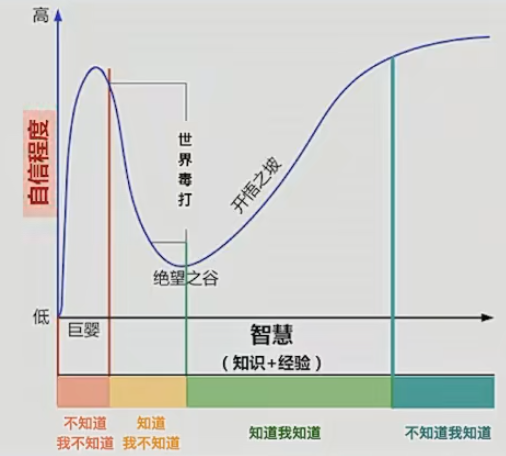 高
自信程度
世界毒打
开悟之坡
绝望之谷
低
巨婴
智慧
（知识+经验）
不知道
我不知道
知道
我不知道
知道我知道
不知道我知道